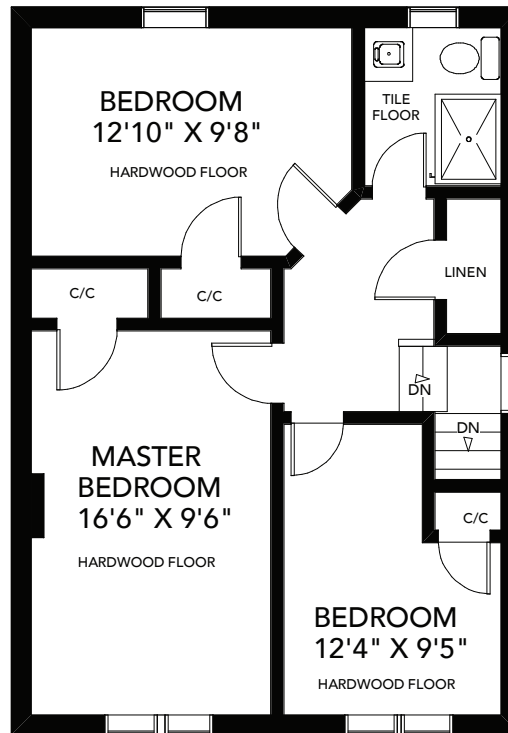 BEDROOM
12'10" X 9'8"
HARDWOOD FLOOR
TILE
FLOOR
LINEN
C/C
C/C
DN
DN
MASTER
BEDROOM
16'6" X 9'6"
HARDWOOD FLOOR
C/C
BEDROOM
12'4" X 9'5"
HARDWOOD FLOOR